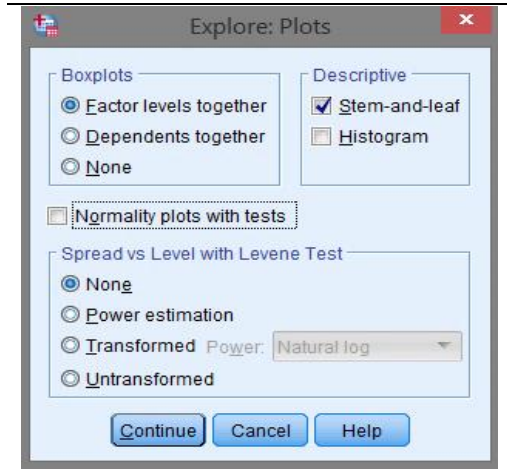 Explore: Plots
Boxplots
Factor levels together
Dependents together
None
Descriptive
Stem-and-leaf
Histogram
Normality plots with tests
Spread vs Level with Levene Test
None
Power estimation
Transformed Power: Natural log
Untransformed
Continue Cancel Help